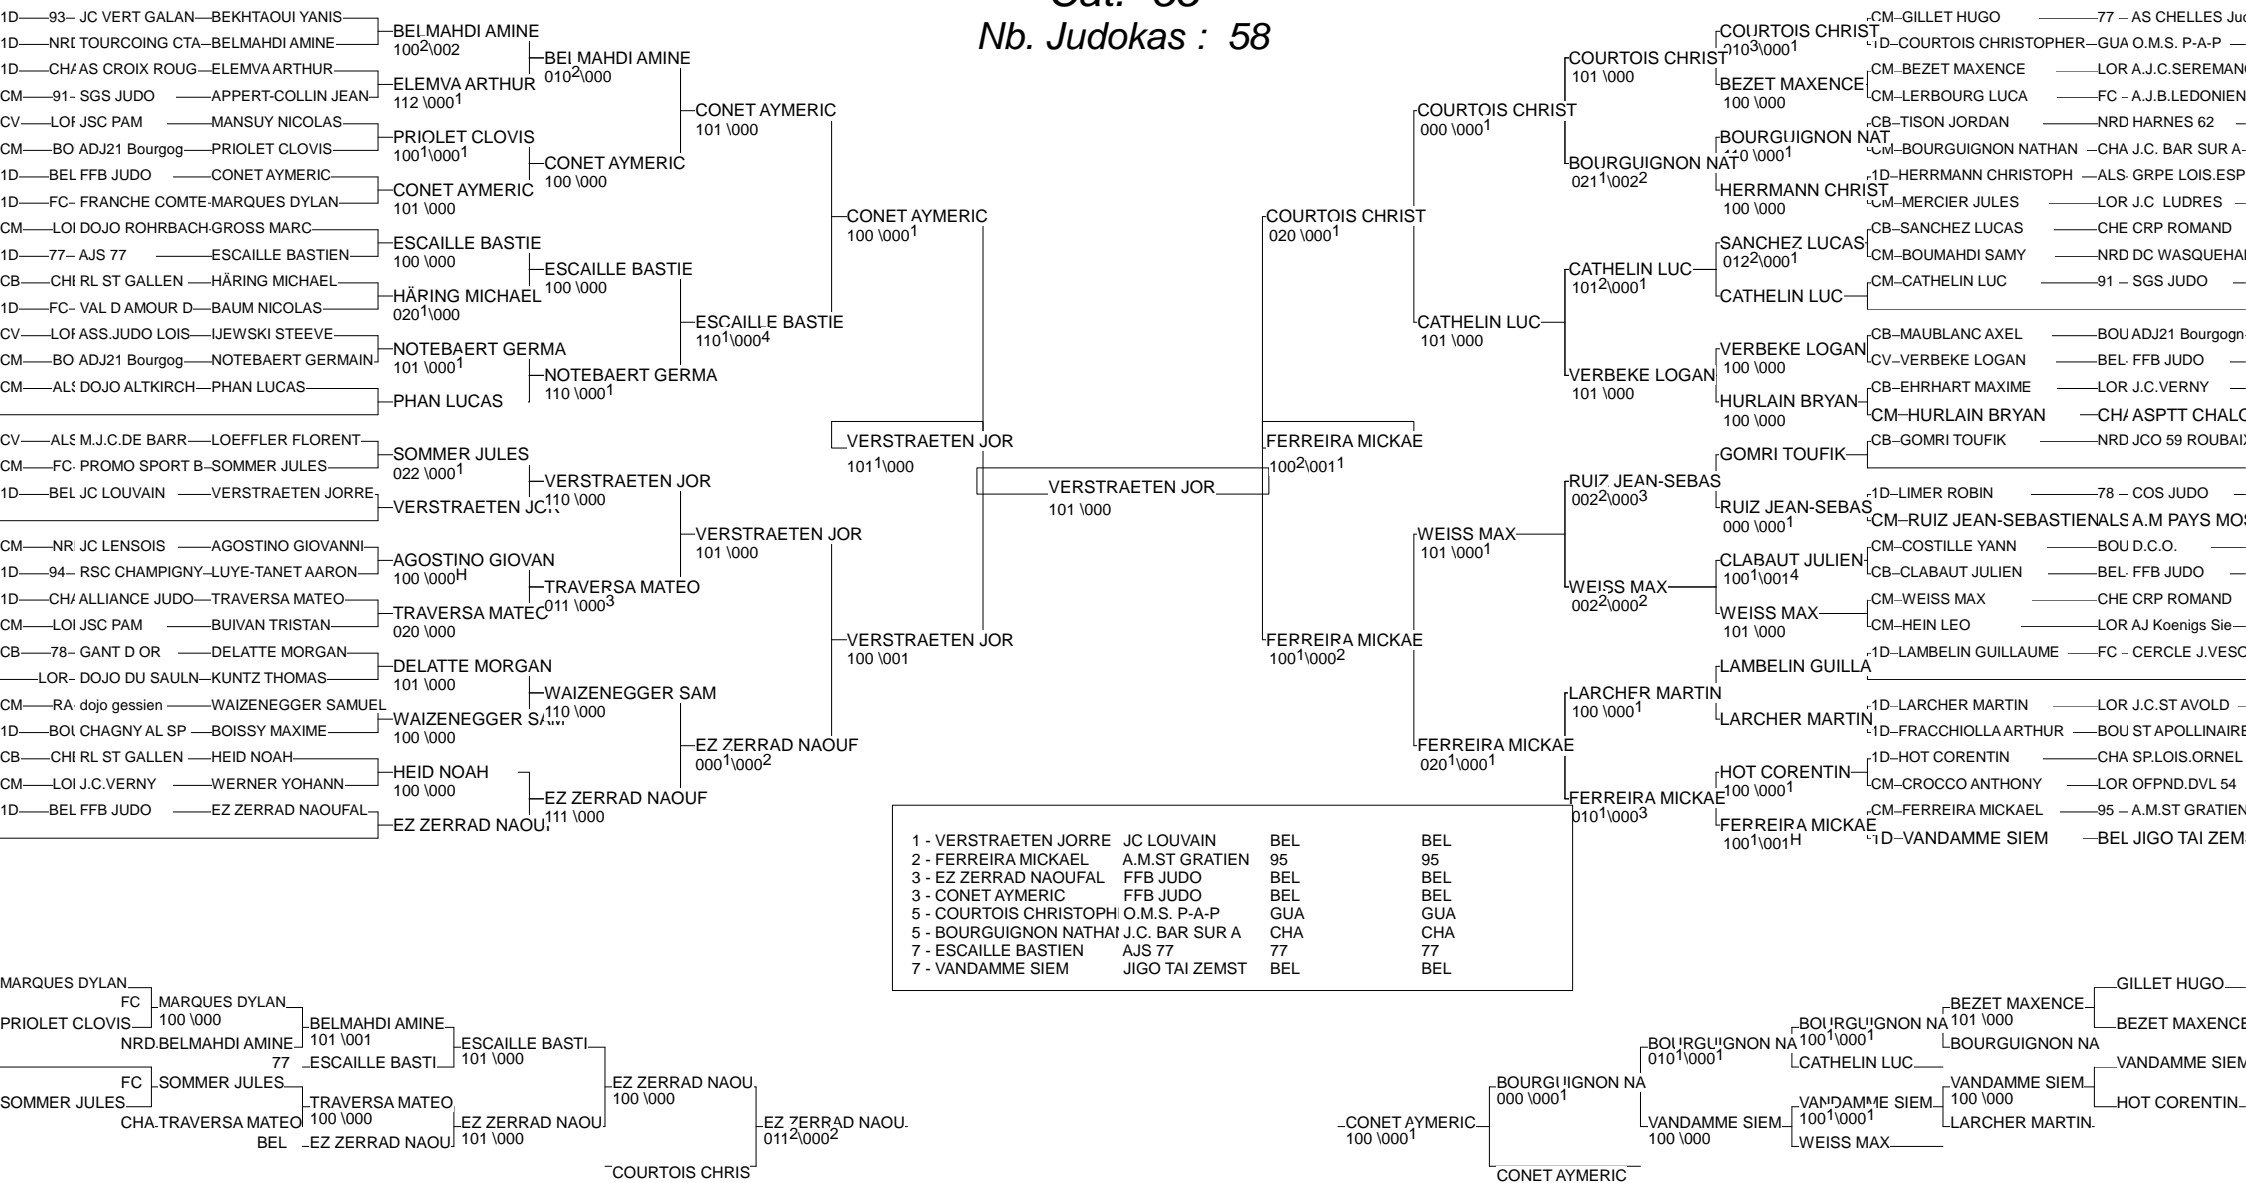 Nb. Judokas : 58
1D 93 JC VERT GALAN BEKHTAOUI YANIS
1D NRD TOURCOING CTA BELMAHDI AMINE
1D CHA AS CROIX ROUG ELEMVA ARTHUR
CM 91 SGS JUDO APPERT-COLLIN JEAN
CV LOR JSC PAM MANSUY NICOLAS
CM BO ADJ21 Bourgog PRIOLET CLOVIS
1D BEL FFB JUDO CONET AYMERIC
1D FC FRANCHE COMTE MARQUES DYLAN
CM LOI DOJO ROHRBACH GROSS MARC
1D 77 AJS 77 ESCAILLE BASTIEN
CB CHE RL ST GALLEN HÄRING MICHAEL
1D FC VAL D AMOUR D BAUM NICOLAS
CV LOR ASS.JUDO LOIS IJEWSKI STEEVE
CM BO ADJ21 Bourgog NOTEBAERT GERMAIN
CM ALS DOJO ALTKIRCH PHAN LUCAS
CV ALS M.J.C.DE BARR LOEFFLER FLORENT
CM FC PROMO SPORT B SOMMER JULES
1D BEL JC LOUVAIN VERSTRAETEN JORRE
CM NR JC LENSOIS AGOSTINO GIOVANNI
1D 94 RSC CHAMPIGNY LUYE-TANET AARON
1D CHA ALLIANCE JUDO TRAVERSA MATEO
CM LOI JSC PAM BUIVAN TRISTAN
CB 78 GANT D OR DELATTE MORGAN
LOR DOJO DU SAULN KUNTZ THOMAS
CM RA dojo gessien WAIZENEGGER SAMUEL
1D BOU CHAGNY AL SP BOISSY MAXIME
CB CHE RL ST GALLEN HEID NOAH
CM LOI J.C.VERNY WERNER YOHANN
1D BEL FFB JUDO EZ ZERRAD NAOUFAL
BELMAHDI AMINE
1002\002
ELEMVA ARTHUR
112 \0001
PRIOLET CLOVIS
1001\0001
CONET AYMERIC
101 \000
ESCAILLE BASTIE
100 \000
HÄRING MICHAEL
0201\000
NOTEBAERT GERMA
101 \0001
PHAN LUCAS
SOMMER JULES
022 \0001
VERSTRAETEN JOR
AGOSTINO GIOVAN
100 \000H
TRAVERSA MATEO
020 \000
DELATTE MORGAN
101 \000
WAIZENEGGER SAM
100 \000
HEID NOAH
100 \000
EZ ZERRAD NAOUF
BELMAHDI AMINE
0102\000
CONET AYMERIC
100 \000
ESCAILLE BASTIE
100 \000
NOTEBAERT GERMA
110 \0001
VERSTRAETEN JOR
110 \000
TRAVERSA MATEO
011 \0003
WAIZENEGGER SAM
110 \000
EZ ZERRAD NAOUF
111 \000
CONET AYMERIC
101 \000
ESCAILLE BASTIE
1101\0004
VERSTRAETEN JOR
101 \000
EZ ZERRAD NAOUF
0001\0002
CONET AYMERIC
100 \0001
VERSTRAETEN JOR
1011\000
VERSTRAETEN JOR
100 \001
VERSTRAETEN JOR
101 \000
COURTOIS CHRIST
020 \0001
FERREIRA MICKAE
1002\0011
FERREIRA MICKAE
1001\0002
COURTOIS CHRIST
000 \0001
CATHELIN LUC
101 \000
WEISS MAX
101 \0001
FERREIRA MICKAE
0201\0001
COURTOIS CHRIST
101 \000
BOURGUIGNON NAT
0211\0022
CATHELIN LUC
1012\0001
VERBEKE LOGAN
101 \000
RUIZ JEAN-SEBAS
0022\0003
WEISS MAX
0022\0002
LARCHER MARTIN
100 \0001
FERREIRA MICKAE
0101\0003
COURTOIS CHRIST
0103\0001
BEZET MAXENCE
100 \000
BOURGUIGNON NAT
110 \0001
HERRMANN CHRIST
100 \000
SANCHEZ LUCAS
0122\0001
CATHELIN LUC
VERBEKE LOGAN
100 \000
HURLAIN BRYAN
100 \000
GOMRI TOUFIK
RUIZ JEAN-SEBAS
000 \0001
CLABAUT JULIEN
1001\0014
WEISS MAX
101 \000
LAMBELIN GUILLA
LARCHER MARTIN
HOT CORENTIN
100 \0001
FERREIRA MICKAE
1001\001H
CM GILLET HUGO 77 AS CHELLES Ju
1D COURTOIS CHRISTOPHER GUA O.M.S. P-A-P
CM BEZET MAXENCE LOR A.J.C.SEREMAN
CM LERBOURG LUCA FC A.J.B.LEDONIEN
CB TISON JORDAN NRD HARNES 62
CM BOURGUIGNON NATHAN CHA J.C. BAR SUR A
1D HERRMANN CHRISTOPH ALS GRPE LOIS.ESP
CM MERCIER JULES LOR J.C LUDRES
CB SANCHEZ LUCAS CHE CRP ROMAND
CM BOUMAHDI SAMY NRD DC WASQUEHA
CM CATHELIN LUC 91 SGS JUDO
CB MAUBLANC AXEL BOU ADJ21 Bourgogn
CV VERBEKE LOGAN BEL FFB JUDO
CB EHRHART MAXIME LOR J.C.VERNY
CM HURLAIN BRYAN CHA ASPTT CHALO
CB GOMRI TOUFIK NRD JCO 59 ROUBAIX
1D LIMER ROBIN 78 COS JUDO
CM RUIZ JEAN-SEBASTIEN ALS A.M PAYS MOS
CM COSTILLE YANN BOU D.C.O.
CB CLABAUT JULIEN BEL FFB JUDO
CM WEISS MAX CHE CRP ROMAND
CM HEIN LEO LOR AJ Koenigs Sie
1D LAMBELIN GUILLAUME FC CERCLE J.VESO
1D LARCHER MARTIN LOR J.C.ST AVOLD
1D FRACCHIOLLA ARTHUR BOU ST APOLLINAIRE
1D HOT CORENTIN CHA SP.LOIS.ORNEL
CM CROCCO ANTHONY LOR OFPND.DVL 54
CM FERREIRA MICKAEL 95 A.M.ST GRATIEN
1D VANDAMME SIEM BEL JIGO TAI ZEM
1 - VERSTRAETEN JORRE JC LOUVAIN BEL BEL
2 - FERREIRA MICKAEL A.M.ST GRATIEN 95 95
3 - EZ ZERRAD NAOUFAL FFB JUDO BEL BEL
3 - CONET AYMERIC FFB JUDO BEL BEL
5 - COURTOIS CHRISTOPH O.M.S. P-A-P GUA GUA
5 - BOURGUIGNON NATHAN J.C. BAR SUR A CHA CHA
7 - ESCAILLE BASTIEN AJS 77 77 77
7 - VANDAMME SIEM JIGO TAI ZEMST BEL BEL
MARQUES DYLAN
FC MARQUES DYLAN
PRIOLET CLOVIS 100 \000
NRD BELMAHDI AMINE
BELMAHDI AMINE
101 \001
77 ESCAILLE BASTI
ESCAILLE BASTI
101 \000
FC SOMMER JULES
SOMMER JULES
CHA TRAVERSA MATEO
TRAVERSA MATEO
100 \000
BEL EZ ZERRAD NAOU
EZ ZERRAD NAOU
101 \000
EZ ZERRAD NAOU
100 \000
COURTOIS CHRIS
EZ ZERRAD NAOU
0112\0002
CONET AYMERIC
100 \0001
BOURGUIGNON NA
000 \0001
CONET AYMERIC
BOURGUIGNON NA
0101\0001
VANDAMME SIEM
100 \000
BOURGUIGNON NA
1001\0001
CATHELIN LUC
VANDAMME SIEM
1001\0001
WEISS MAX
BEZET MAXENCE
101 \000
BOURGUIGNON NA
VANDAMME SIEM
100 \000
LARCHER MARTIN
GILLET HUGO
BEZET MAXENCE
VANDAMME SIEM
HOT CORENTIN